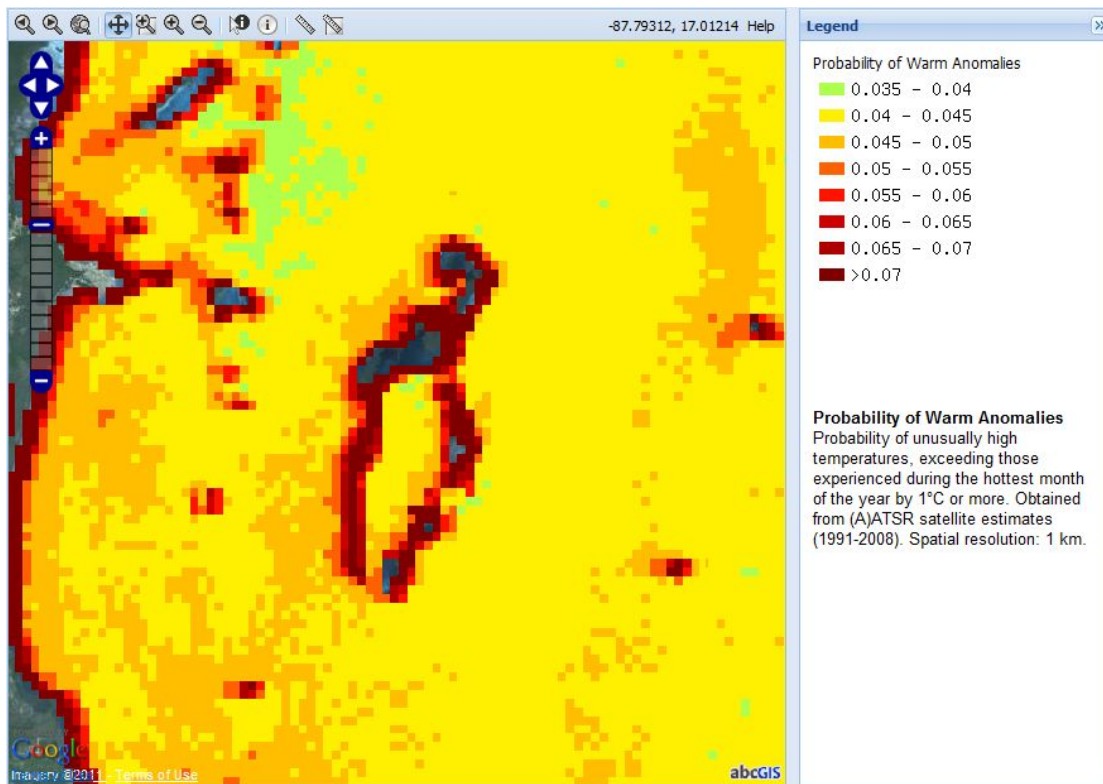 -87.79312, 17.01214 Help
Legend
Probability of Warm Anomalies
0.035 - 0.04
0.04 - 0.045
0.045 - 0.05
0.05 - 0.055
0.055 - 0.06
0.06 - 0.065
0.065 - 0.07
>0.07
Probability of Warm Anomalies
Probability of unusually high
temperatures, exceeding those
experienced during the hottest month
of the year by 1°C or more. Obtained
from (A)ATSR satellite estimates
(1991-2008). Spatial resolution: 1 km.
Google
Imagery ©2011 - Terms of Use
abcGIS